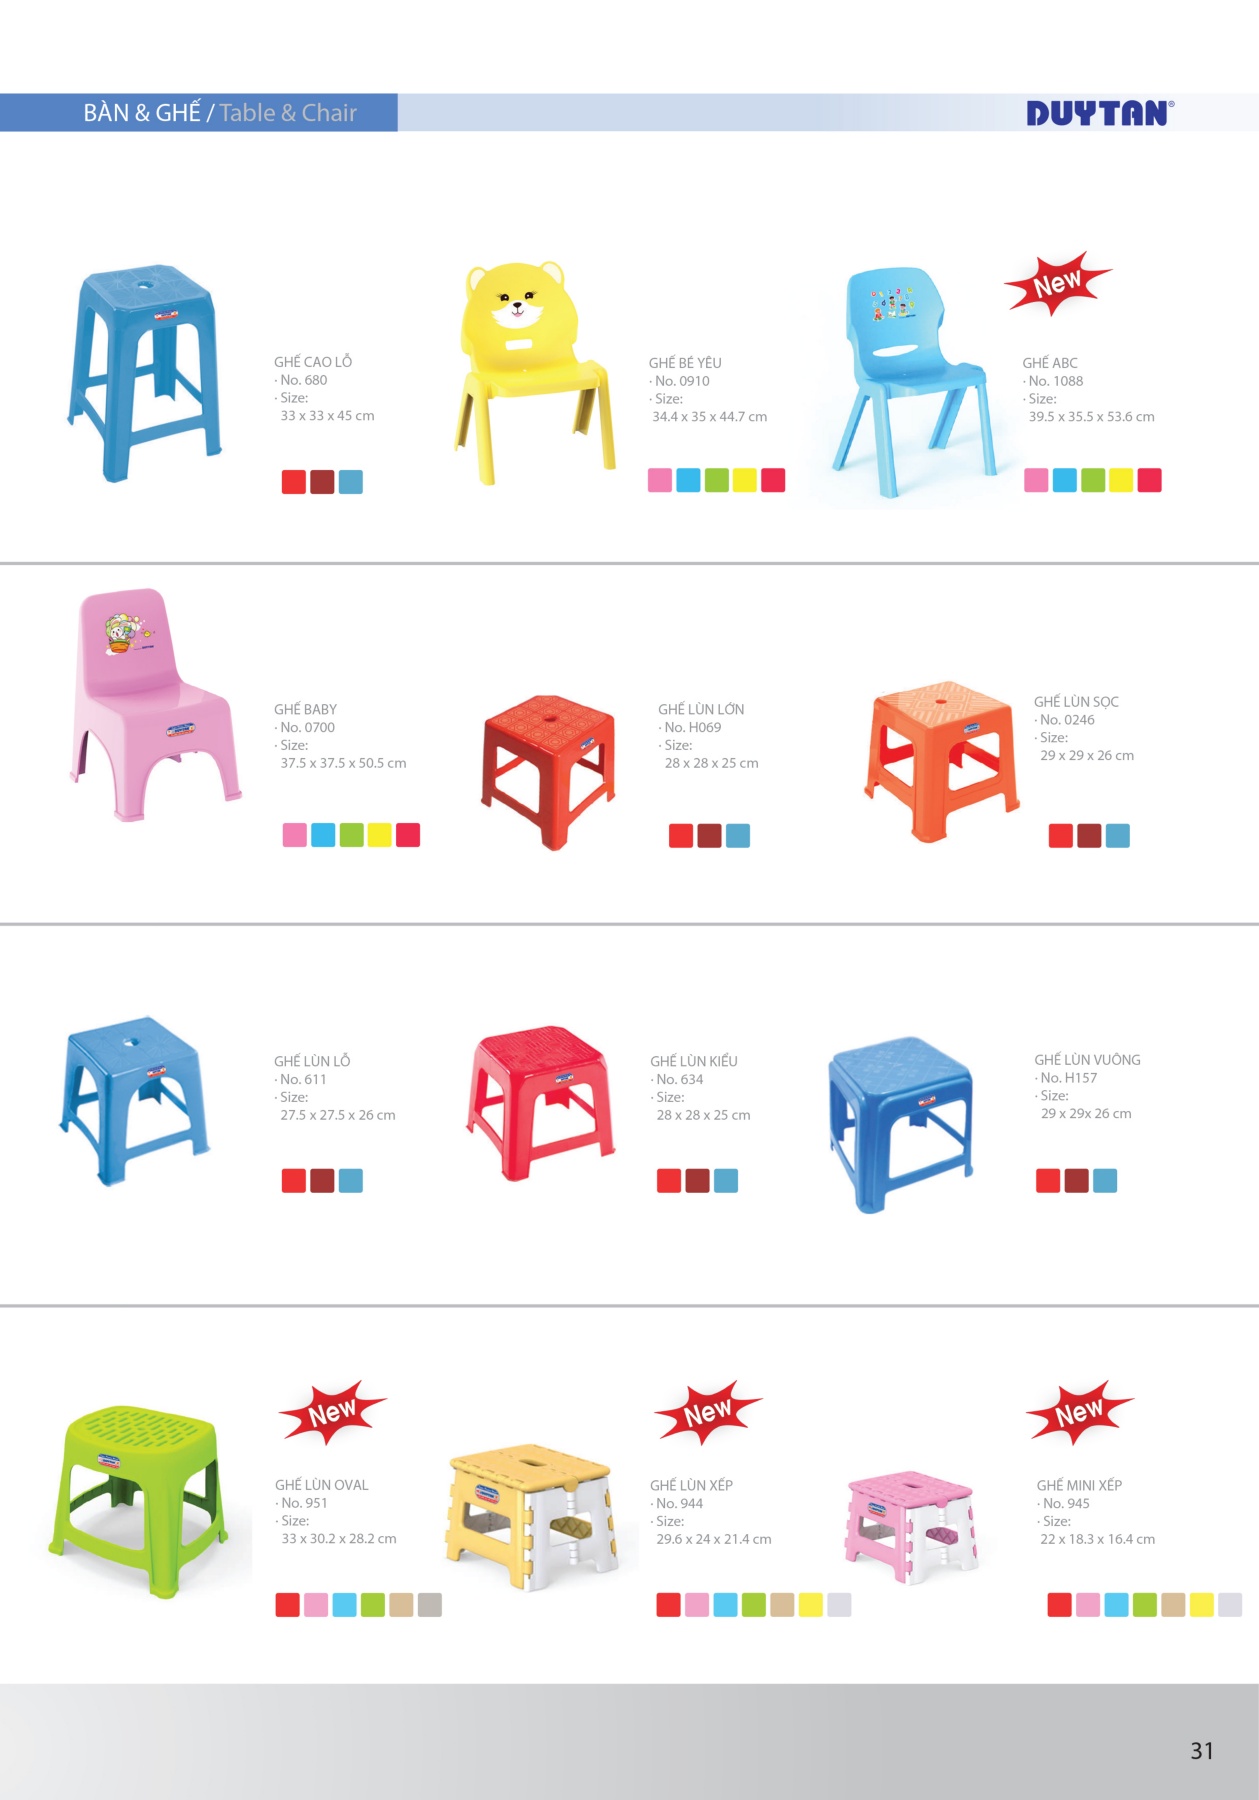 BÀN & GHẾ / Table & Chair
DUYTAN®
New
GHẾ CAO LỖ
· No. 680
· Size:
33 x 33 x 45 cm
GHẾ BÉ YÊU
· No. 0910
· Size:
34.4 x 35 x 44.7 cm
GHẾ ABC
· No. 1088
· Size:
39.5 x 35.5 x 53.6 cm
GHẾ BABY
· No. 0700
· Size:
37.5 x 37.5 x 50.5 cm
GHẾ LÙN LỚN
· No. H069
· Size:
28 x 28 x 25 cm
GHẾ LÙN SỌC
· No. 0246
· Size:
29 x 29 x 26 cm
GHẾ LÙN LỖ
· No. 611
· Size:
27.5 x 27.5 x 26 cm
GHẾ LÙN KIỂU
· No. 634
· Size:
28 x 28 x 25 cm
GHẾ LÙN VUÔNG
· No. H157
· Size:
29 x 29x 26 cm
New
GHẾ LÙN OVAL
· No. 951
· Size:
33 x 30.2 x 28.2 cm
New
GHẾ LÙN XẾP
· No. 944
· Size:
29.6 x 24 x 21.4 cm
New
GHẾ MINI XẾP
· No. 945
· Size:
22 x 18.3 x 16.4 cm
31